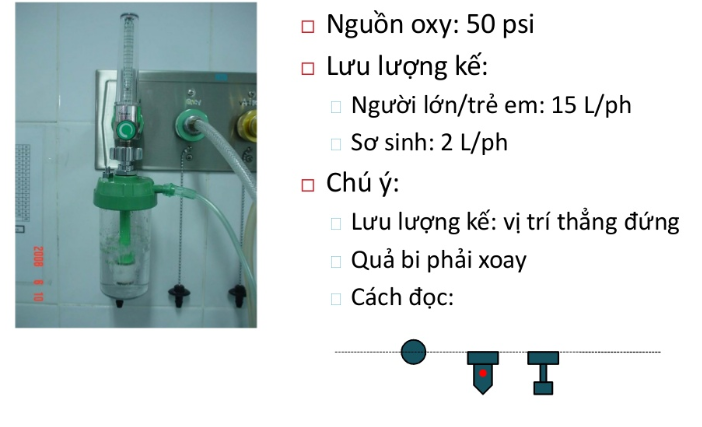 Nguồn oxy: 50 psi
Lưu lượng kế:
Người lớn/trẻ em: 15 L/ph
Sơ sinh: 2 L/ph
Chú ý:
Lưu lượng kế: vị trí thẳng đứng
Quả bi phải xoay
Cách đọc: